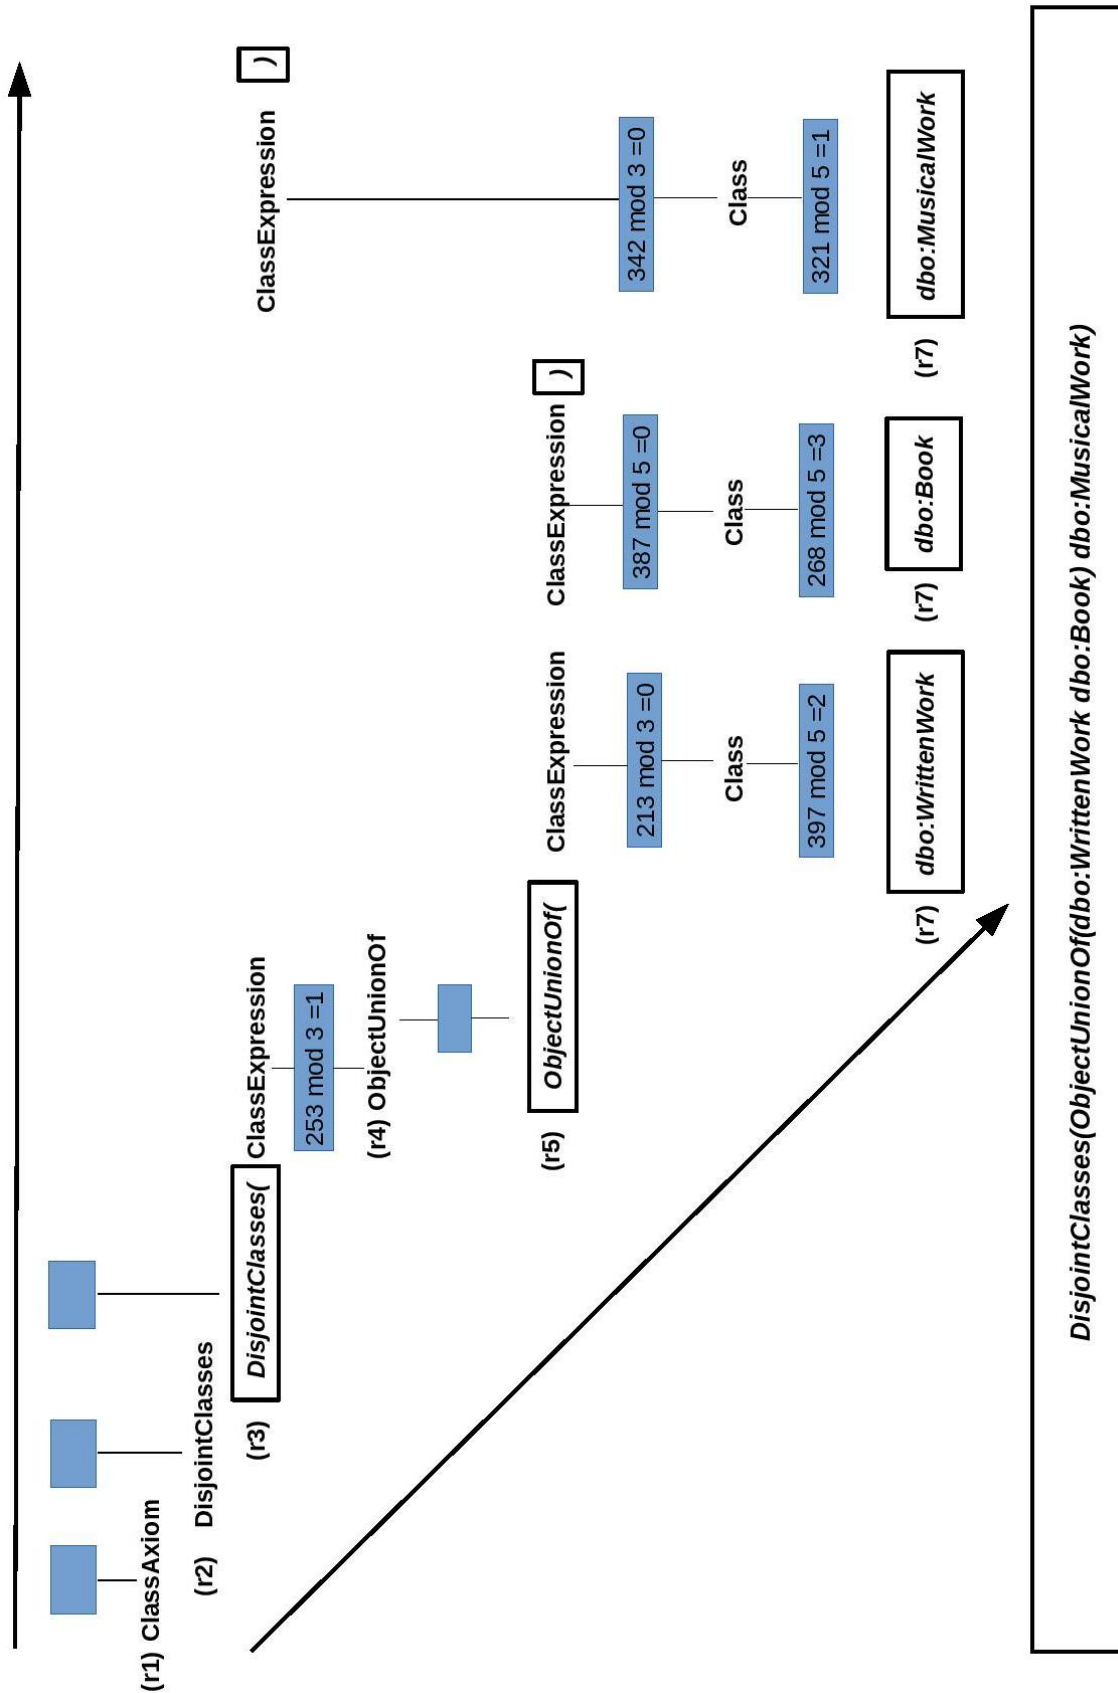 (r1) ClassAxiom
(r2) DisjointClasses
(r3) DisjointClasses( ClassExpression ClassExpression )
253 mod 3 =1
(r4) ObjectUnionOf
(r5) ObjectUnionOf( ClassExpression ClassExpression )
213 mod 3 =0 387 mod 5 =0 342 mod 3 =0
Class Class Class
397 mod 5 =2 268 mod 5 =3 321 mod 5 =1
(r7) dbo:WrittenWork (r7) dbo:Book (r7) dbo:MusicalWork
DisjointClasses(ObjectUnionOf(dbo:WrittenWork dbo:Book) dbo:MusicalWork)